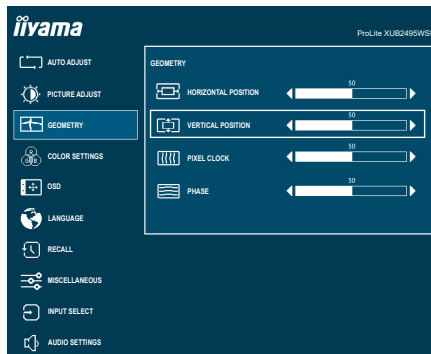 iiyama
ProLite XUB2495WSU
AUTO ADJUST
PICTURE ADJUST
GEOMETRY
COLOR SETTINGS
OSD
LANGUAGE
RECALL
MISCELLANEOUS
INPUT SELECT
AUDIO SETTINGS
GEOMETRY
HORIZONTAL POSITION
50
VERTICAL POSITION
50
PIXEL CLOCK
50
PHASE
50